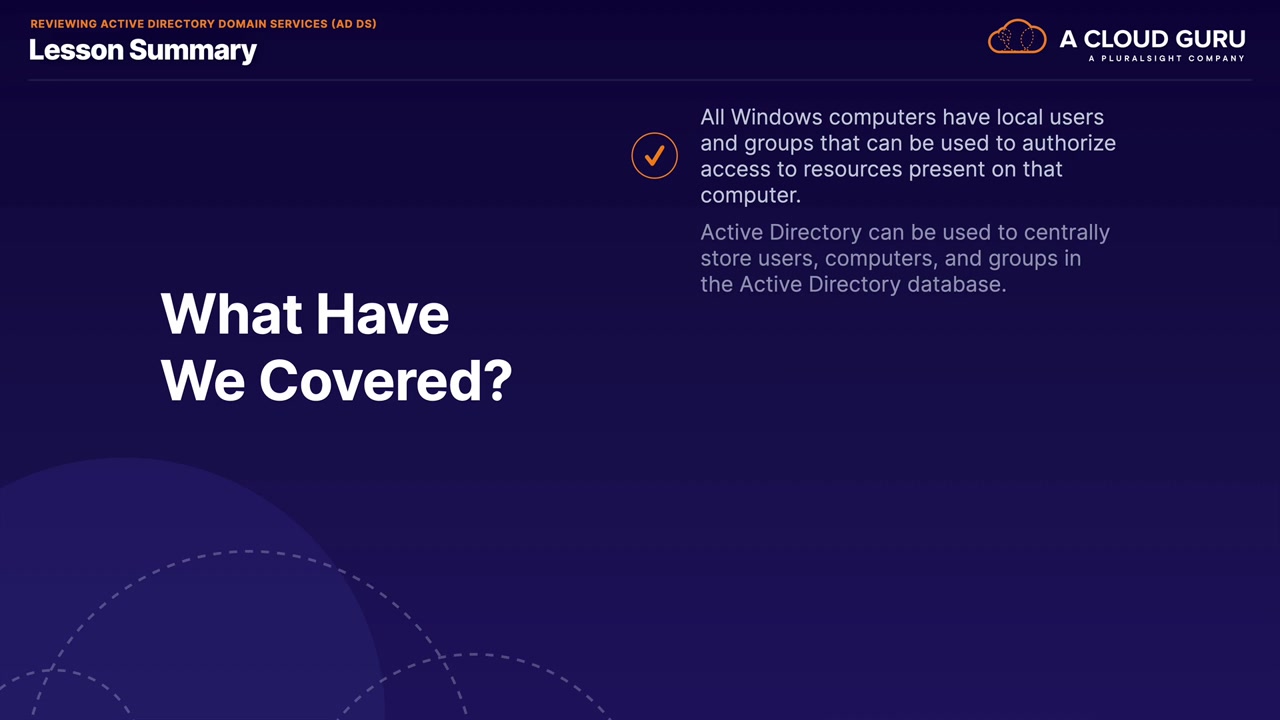 REVIEWING ACTIVE DIRECTORY DOMAIN SERVICES (AD DS)
Lesson Summary
A CLOUD GURU
A PLURALSIGHT COMPANY
What Have
We Covered?
All Windows computers have local users
and groups that can be used to authorize
access to resources present on that
computer.
Active Directory can be used to centrally
store users, computers, and groups in
the Active Directory database.